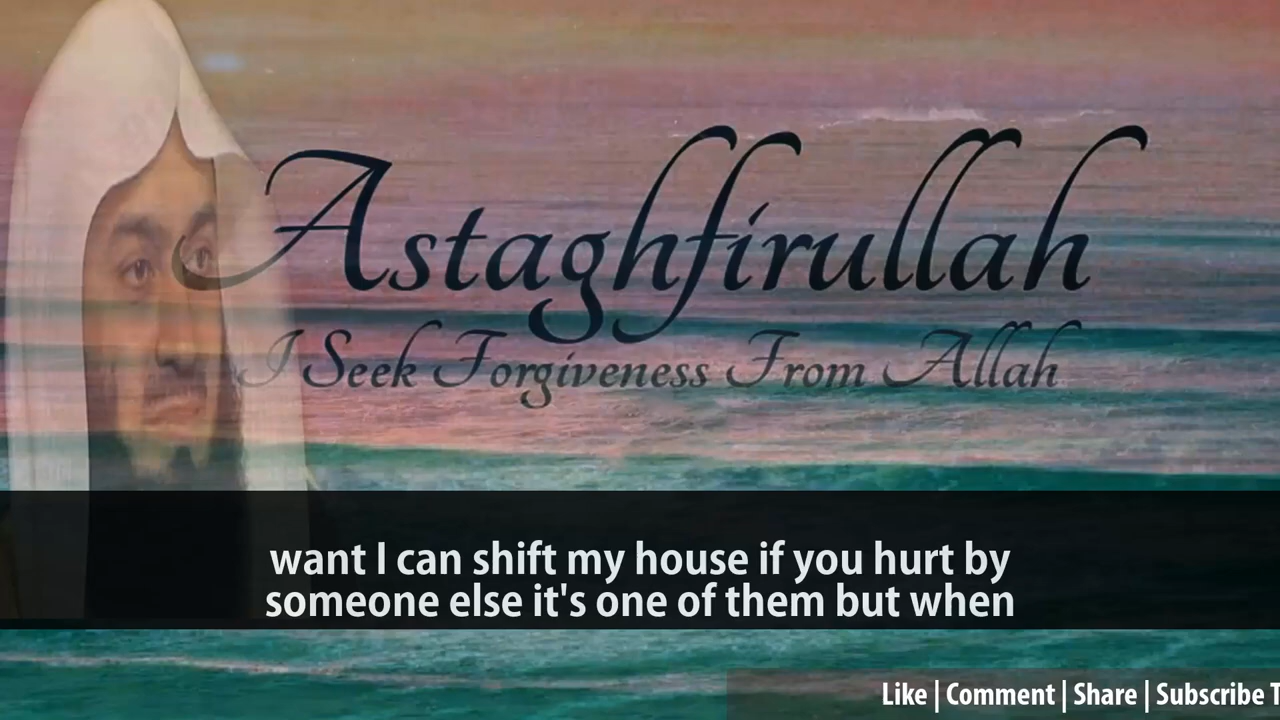 Astaghfirullah
I Seek Forgiveness From Allah
want I can shift my house if you hurt by
someone else it's one of them but when
Like | Comment | Share | Subscribe T